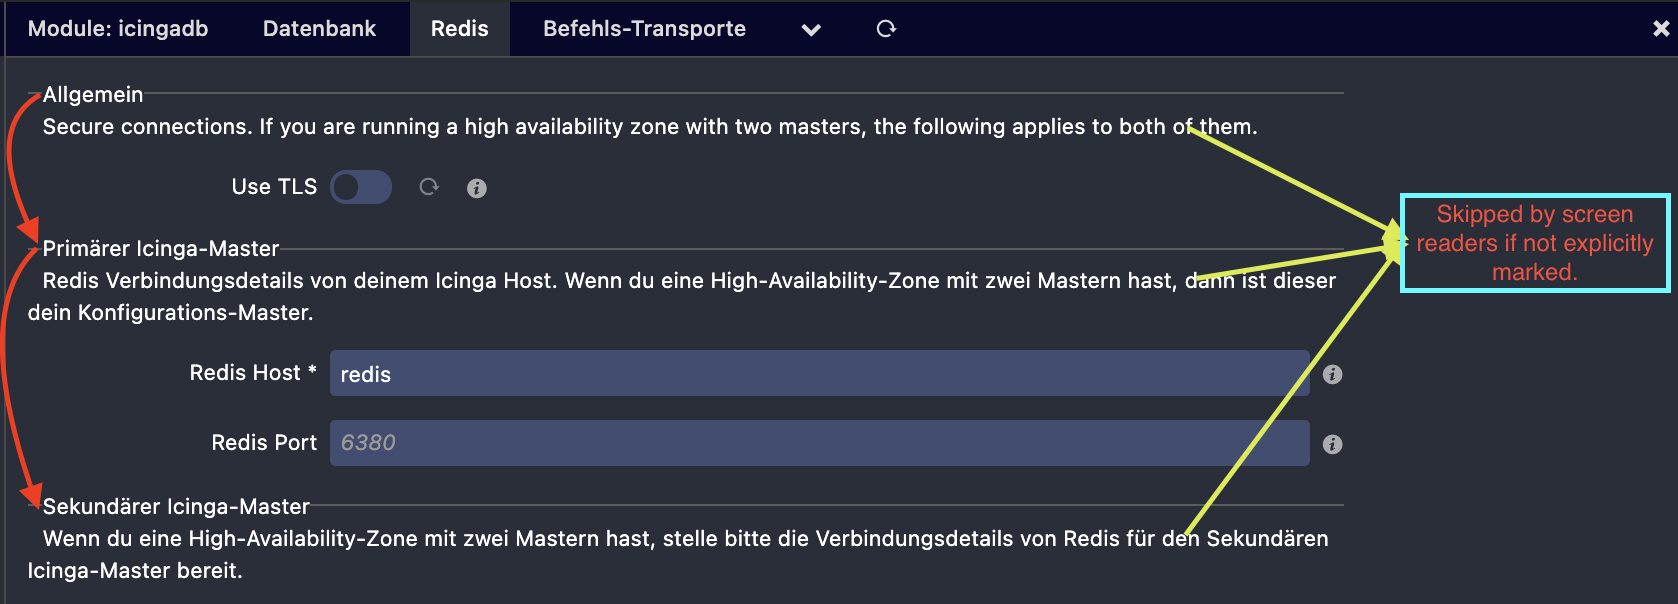 Module: icingadb Datenbank Redis Befehls-Transporte
Allgemein
Secure connections. If you are running a high availability zone with two masters, the following applies to both of them.
Use TLS
Skipped by screen
readers if not explicitly
marked.
Primärer Icinga-Master
Redis Verbindungsdetails von deinem Icinga Host. Wenn du eine High-Availability-Zone mit zwei Mastern hast, dann ist dieser
dein Konfigurations-Master.
Redis Host * redis
Redis Port 6380
Sekundärer Icinga-Master
Wenn du eine High-Availability-Zone mit zwei Mastern hast, stelle bitte die Verbindungsdetails von Redis für den Sekundären
Icinga-Master bereit.